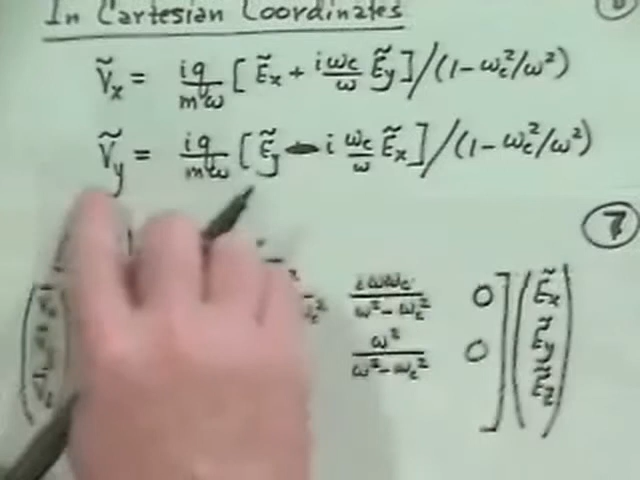 In Cartesian Coordinates
Ṽx = iq/mω [Ẽx + iωc/ω Ẽy]/(1-ωc²/ω²)
Ṽy = iq/mω [Ẽy - i ωc/ω Ẽx]/(1-ωc²/ω²)
7
iωωc/ω²-ωc² 0 ] (Ẽx
ω²/ω²-ωc² 0 Ẽy
Ẽz)